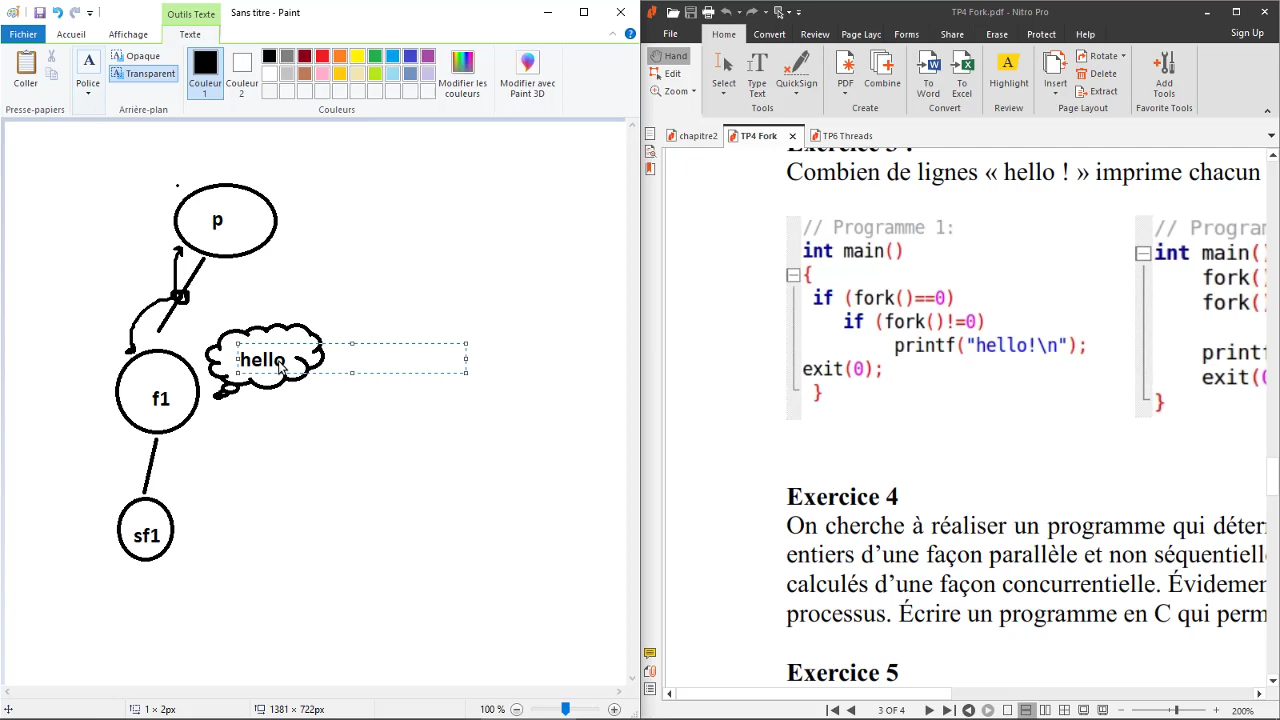 Outils Texte
Sans titre - Paint
Fichier
Accueil
Affichage
Texte
Coller
Presse-papiers
A
Police
Opaque
Transparent
Arrière-plan
Couleur 1
Couleur 2
Couleurs
Modifier les couleurs
Modifier avec Paint 3D
p
f1
hello
sf1
1 × 2px
1381 × 722px
100 %
TP4 Fork.pdf - Nitro Pro
File
Home
Convert
Review
Page Layc
Forms
Share
Erase
Protect
Help
Sign Up
Hand
Edit
Zoom
Select
Type Text
QuickSign
Tools
PDF
Combine
Create
To Word
To Excel
Convert
A
Highlight
Review
Insert
Rotate
Delete
Extract
Page Layout
Add Tools
Favorite Tools
chapitre2
TP4 Fork
TP6 Threads
Exercice 3 :
Combien de lignes « hello ! » imprime chacun
// Programme 1:
int main()
{
if (fork()==0)
if (fork()!=0)
printf("hello!\n");
exit(0);
}
// Progra
int main()
fork()
fork()
printf
exit(0
}
Exercice 4
On cherche à réaliser un programme qui déter
entiers d'une façon parallèle et non séquentielle
calculés d'une façon concurrentielle. Évidemen
processus. Écrire un programme en C qui perm
Exercice 5
3 OF 4
200%